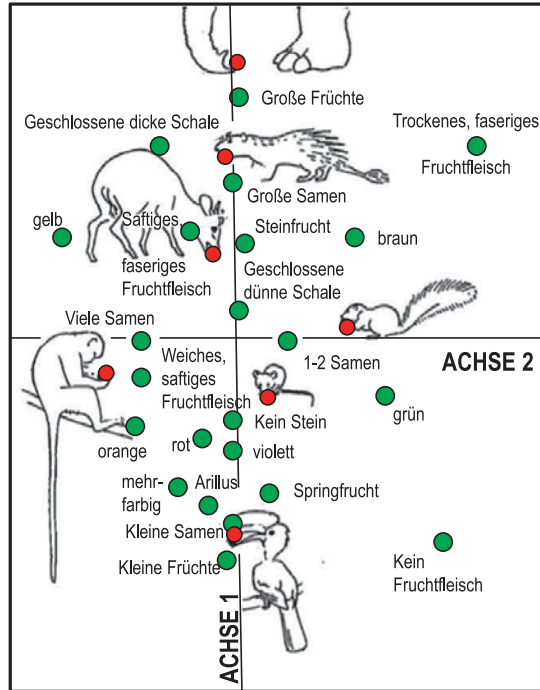 Große Früchte
Geschlossene dicke Schale
Trockenes, faseriges
Fruchtfleisch
Große Samen
gelb
Saftiges
faseriges
Fruchtfleisch
Steinfrucht
braun
Geschlossene
dünne Schale
Viele Samen
1-2 Samen
ACHSE 2
Weiches,
saftiges
Fruchtfleisch
grün
Kein Stein
orange
rot
violett
mehr-
farbig
Arillus
Springfrucht
Kleine Samen
Kleine Früchte
Kein
Fruchtfleisch
ACHSE 1